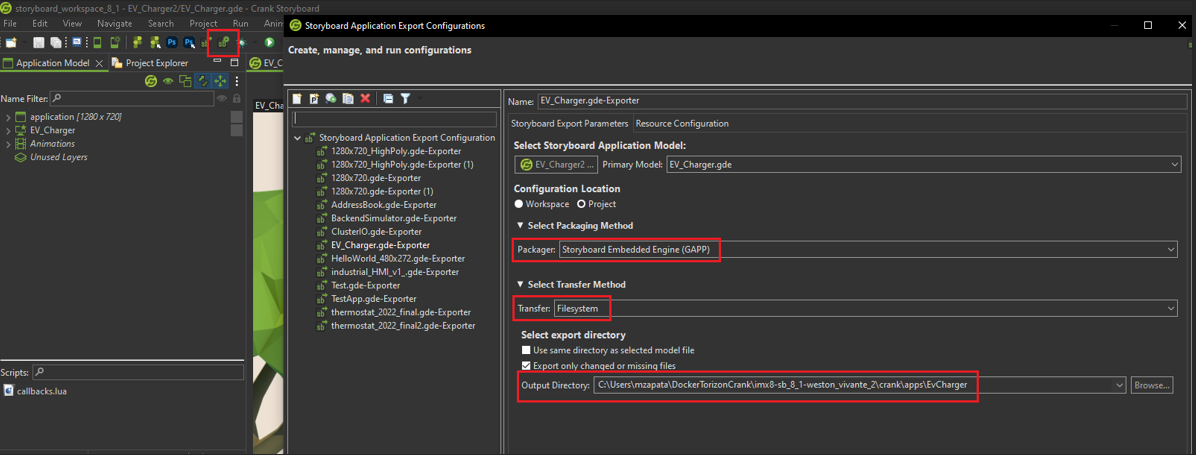 storyboard_workspace_8_1 - EV_Charger2/EV_Charger.gde - Crank Storyboard
File Edit View Navigate Search Project Run Anim
Ps Ps
Application Model Project Explorer EV_C
Name Filter:
application [1280 x 720]
EV_Charger
Animations
Unused Layers
EV_Cha
Scripts:
callbacks.lua
Storyboard Application Export Configurations
Create, manage, and run configurations
Storyboard Application Export Configuration
1280x720_HighPoly.gde-Exporter
1280x720_HighPoly.gde-Exporter (1)
1280x720.gde-Exporter
1280x720.gde-Exporter (1)
AddressBook.gde-Exporter
BackendSimulator.gde-Exporter
ClusterIO.gde-Exporter
EV_Charger.gde-Exporter
HelloWorld_480x272.gde-Exporter
industrial_HMI_v1_.gde-Exporter
Test.gde-Exporter
TestApp.gde-Exporter
thermostat_2022_final.gde-Exporter
thermostat_2022_final2.gde-Exporter
Name: EV_Charger.gde-Exporter
Storyboard Export Parameters Resource Configuration
Select Storyboard Application Model:
EV_Charger2 ... Primary Model: EV_Charger.gde
Configuration Location
Workspace Project
Select Packaging Method
Packager: Storyboard Embedded Engine (GAPP)
Select Transfer Method
Transfer: Filesystem
Select export directory
Use same directory as selected model file
Export only changed or missing files
Output Directory: C:\Users\mzapata\DockerTorizonCrank\imx8-sb_8_1-weston_vivante_2\crank\apps\EvCharger Browse...